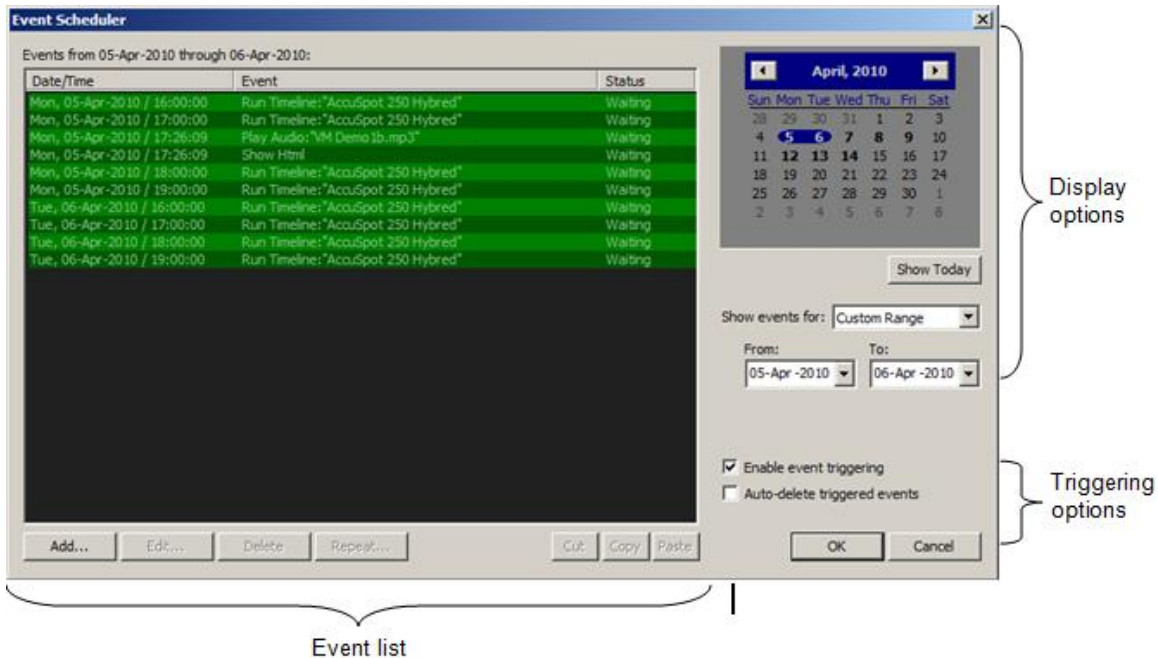 Event Scheduler
Events from 05-Apr-2010 through 06-Apr-2010:
Date/Time Event Status
Mon, 05-Apr-2010 / 16:00:00 Run Timeline:"AccuSpot 250 Hybred" Waiting
Mon, 05-Apr-2010 / 17:00:00 Run Timeline:"AccuSpot 250 Hybred" Waiting
Mon, 05-Apr-2010 / 17:26:09 Play Audio:"VM Demo1b.mp3" Waiting
Mon, 05-Apr-2010 / 17:26:09 Show Html Waiting
Mon, 05-Apr-2010 / 18:00:00 Run Timeline:"AccuSpot 250 Hybred" Waiting
Mon, 05-Apr-2010 / 19:00:00 Run Timeline:"AccuSpot 250 Hybred" Waiting
Tue, 06-Apr-2010 / 16:00:00 Run Timeline:"AccuSpot 250 Hybred" Waiting
Tue, 06-Apr-2010 / 17:00:00 Run Timeline:"AccuSpot 250 Hybred" Waiting
Tue, 06-Apr-2010 / 18:00:00 Run Timeline:"AccuSpot 250 Hybred" Waiting
Tue, 06-Apr-2010 / 19:00:00 Run Timeline:"AccuSpot 250 Hybred" Waiting
Add... Edit... Delete Repeat... Cut Copy Paste
April, 2010
Sun Mon Tue Wed Thu Fri Sat
28 29 30 31 1 2 3
4 5 6 7 8 9 10
11 12 13 14 15 16 17
18 19 20 21 22 23 24
25 26 27 28 29 30 1
2 3 4 5 6 7 8
Show Today
Show events for: Custom Range
From: To:
05-Apr -2010 06-Apr -2010
Enable event triggering
Auto-delete triggered events
OK Cancel
Display
options
Triggering
options
Event list